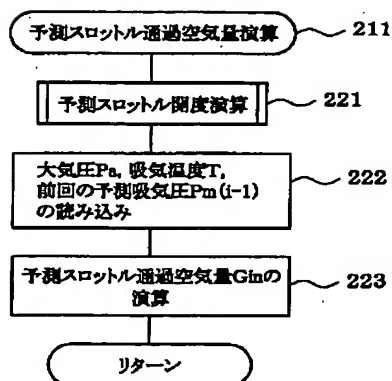 予測スロットル通過空気量演算
211
予測スロットル開度演算
221
大気圧Pa, 吸気温度T,
前回の予測吸気圧Pm(i-1)
の読み込み
222
予測スロットル通過空気量Ginの
演算
223
リターン